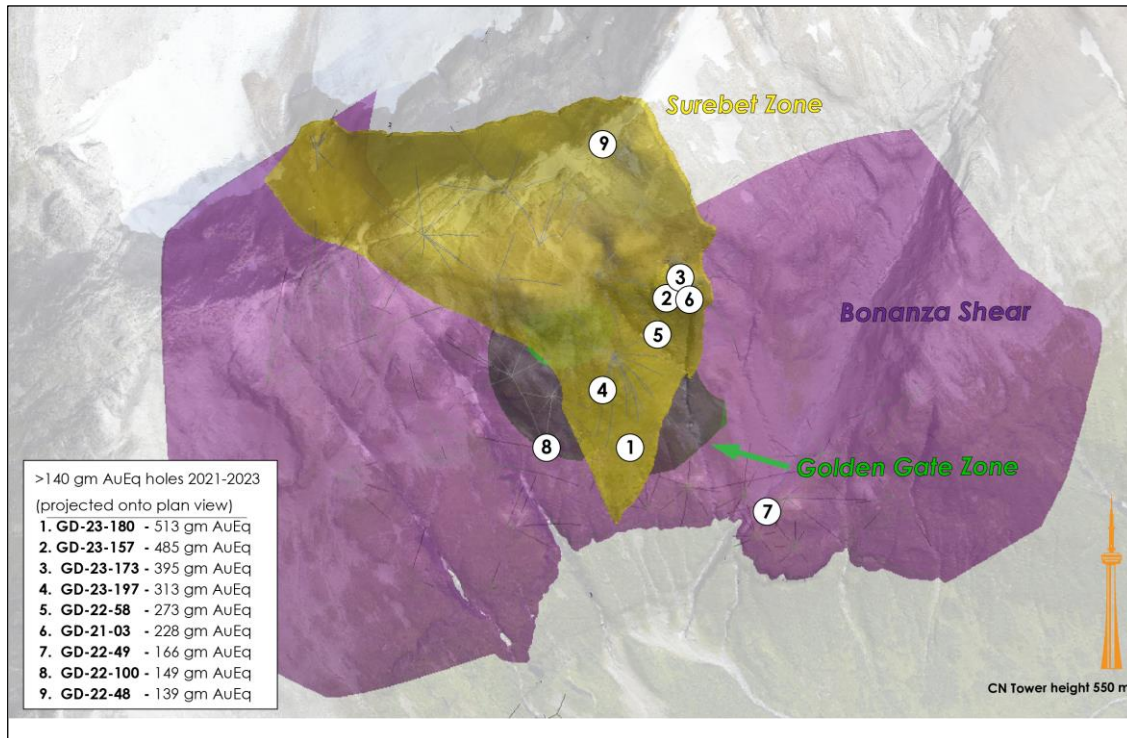 Surebet Zone
9
3
2 6
5
Bonanza Shear
4
8 1
Golden Gate Zone
7
>140 gm AuEq holes 2021-2023
(projected onto plan view)
1. GD-23-180 - 513 gm AuEq
2. GD-23-157 - 485 gm AuEq
3. GD-23-173 - 395 gm AuEq
4. GD-23-197 - 313 gm AuEq
5. GD-22-58 - 273 gm AuEq
6. GD-21-03 - 228 gm AuEq
7. GD-22-49 - 166 gm AuEq
8. GD-22-100 - 149 gm AuEq
9. GD-22-48 - 139 gm AuEq
CN Tower height 550 m